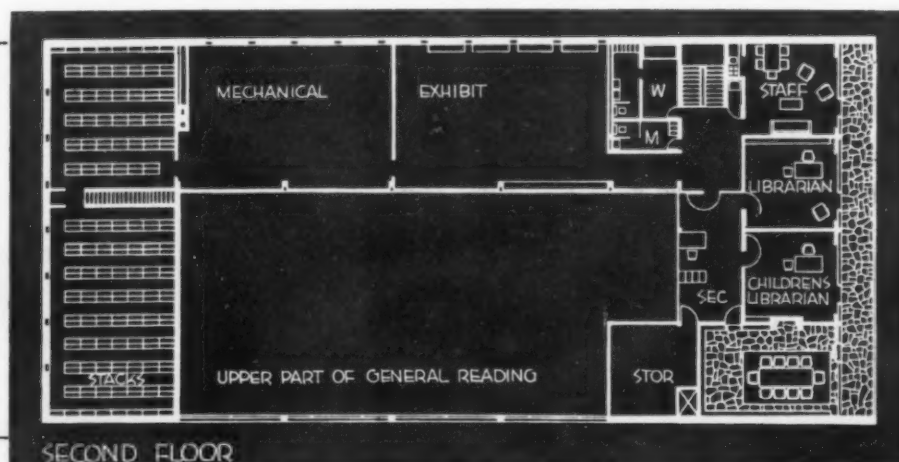 MECHANICAL
EXHIBIT
W
M
STAFF
LIBRARIAN
CHILDRENS
LIBRARIAN
SEC
STACKS
UPPER PART OF GENERAL READING
STOR
SECOND FLOOR